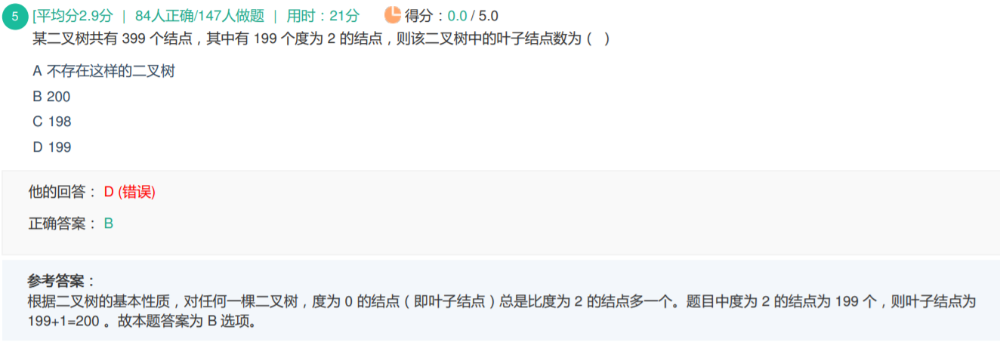 5 [平均分2.9分 | 84人正确/147人做题 | 用时：21分 得分：0.0 / 5.0
某二叉树共有 399 个结点，其中有 199 个度为 2 的结点，则该二叉树中的叶子结点数为（ ）
A 不存在这样的二叉树
B 200
C 198
D 199
他的回答： D (错误)
正确答案： B
参考答案：
根据二叉树的基本性质，对任何一棵二叉树，度为 0 的结点（即叶子结点）总是比度为 2 的结点多一个。题目中度为 2 的结点为 199 个，则叶子结点为
199+1=200 。故本题答案为 B 选项。